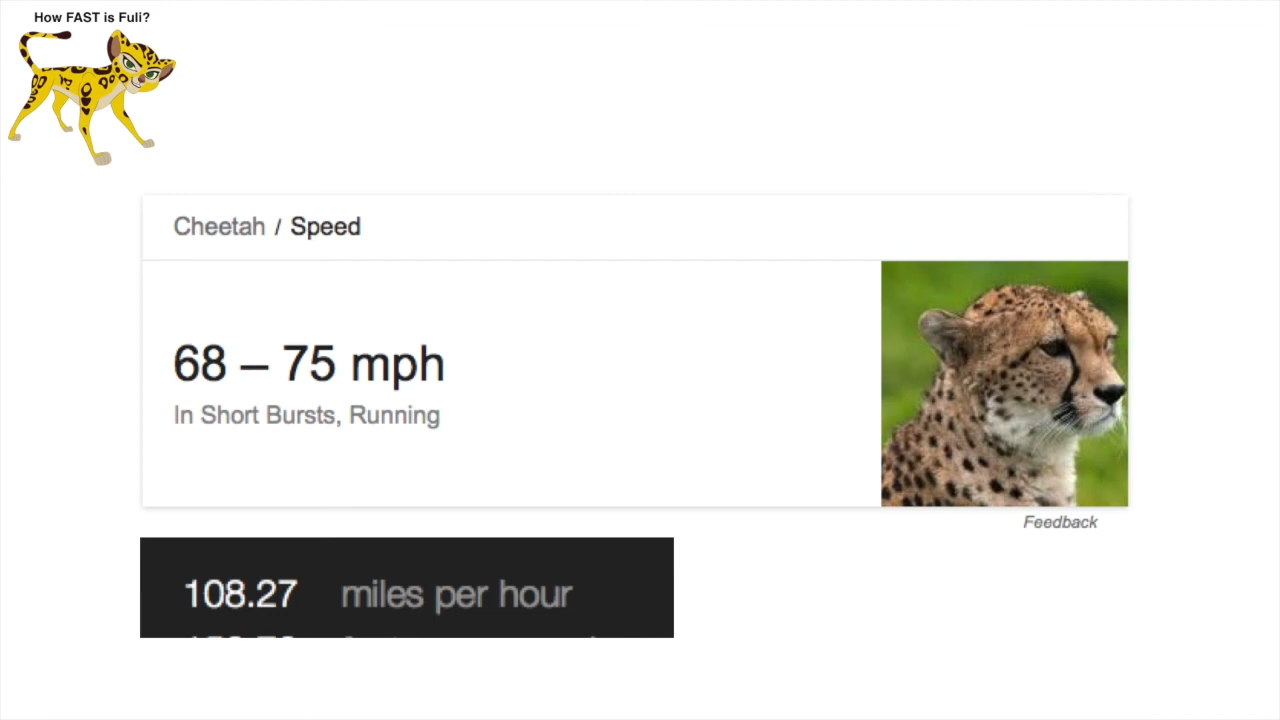 How FAST is Fuli?
Cheetah / Speed
68 – 75 mph
In Short Bursts, Running
Feedback
108.27 miles per hour